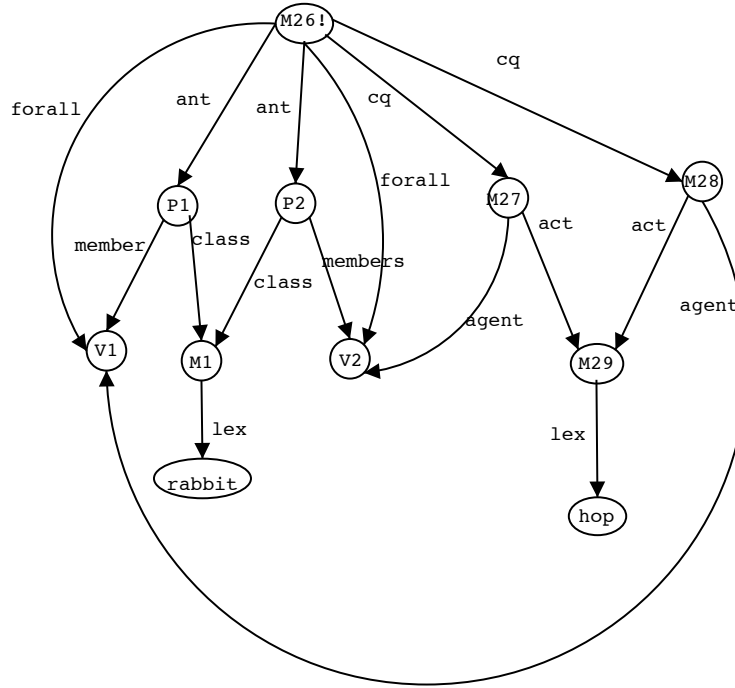 M26!
cq
ant
cq
forall
ant
forall
M28
P1
P2
M27
member
class
act
act
class
members
agent
agent
V1
M1
V2
M29
lex
lex
rabbit
hop